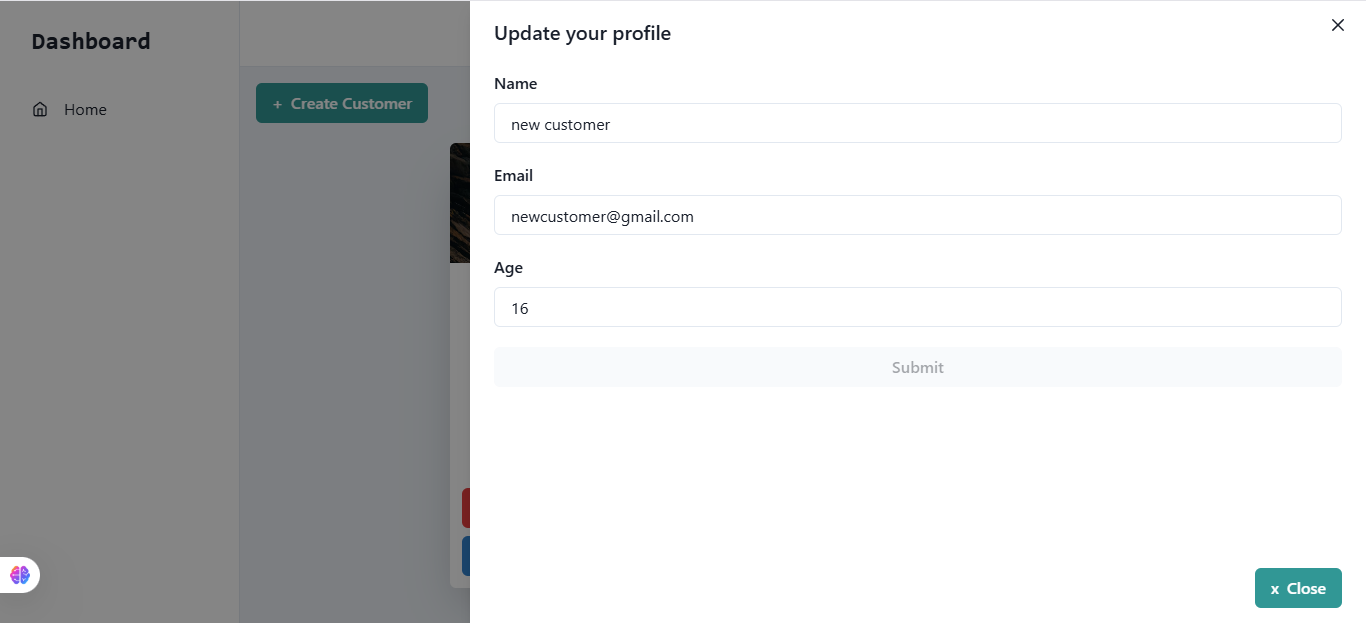 Dashboard
Home
+ Create Customer
Update your profile
Name
new customer
Email
newcustomer@gmail.com
Age
16
Submit
x Close